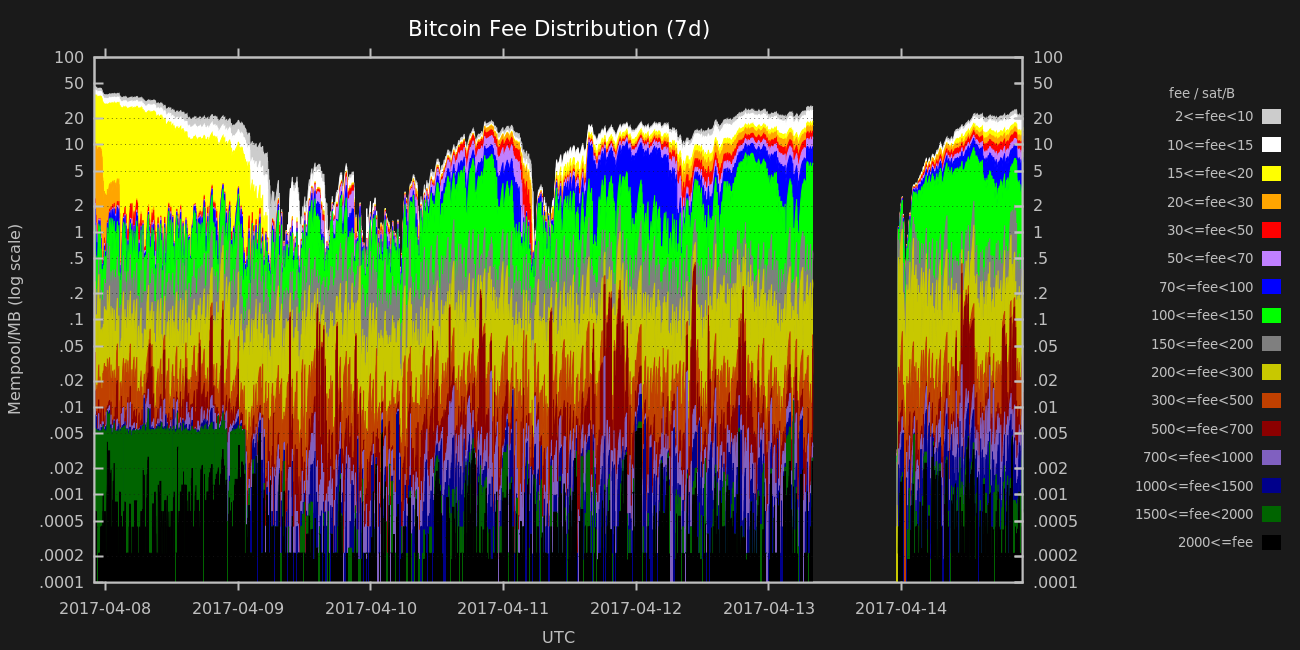 Bitcoin Fee Distribution (7d)
100
50
20
10
5
2
1
.5
.2
.1
.05
.02
.01
.005
.002
.001
.0005
.0002
.0001
Mempool/MB (log scale)
100
50
20
10
5
2
1
.5
.2
.1
.05
.02
.01
.005
.002
.001
.0005
.0002
.0001
2017-04-08 2017-04-09 2017-04-10 2017-04-11 2017-04-12 2017-04-13 2017-04-14
UTC
fee / sat/B
2<=fee<10
10<=fee<15
15<=fee<20
20<=fee<30
30<=fee<50
50<=fee<70
70<=fee<100
100<=fee<150
150<=fee<200
200<=fee<300
300<=fee<500
500<=fee<700
700<=fee<1000
1000<=fee<1500
1500<=fee<2000
2000<=fee